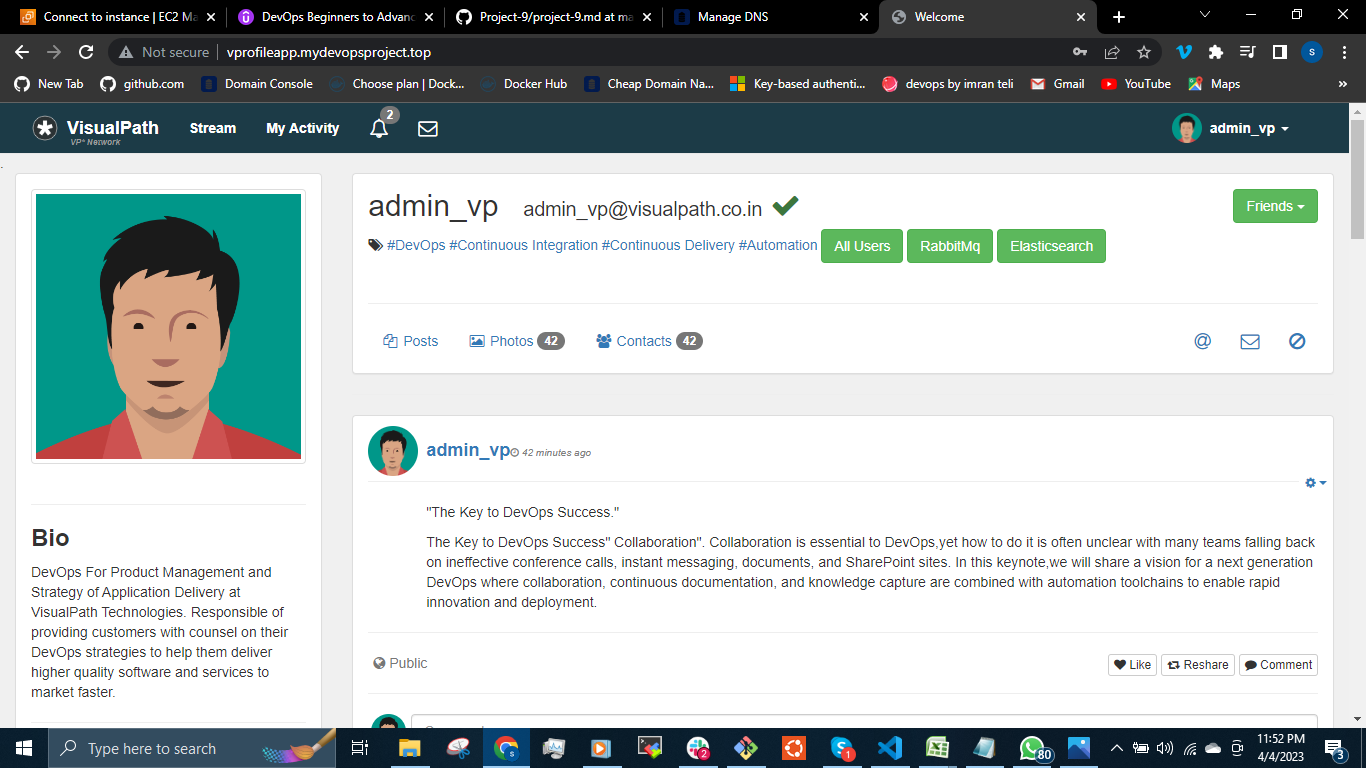 Connect to instance | EC2 Ma
DevOps Beginners to Advanc
Project-9/project-9.md at ma
Manage DNS
Welcome
Not secure
vprofileapp.mydevopsproject.top
S
New Tab
github.com
Domain Console
Choose plan | Dock...
Docker Hub
Cheap Domain Na...
Key-based authenti...
devops by imran teli
Gmail
YouTube
Maps
»
VisualPath
VP* Network
Stream
My Activity
2
admin_vp
admin_vp admin_vp@visualpath.co.in
Friends
#DevOps #Continuous Integration #Continuous Delivery #Automation All Users RabbitMq Elasticsearch
Posts
Photos 42
Contacts 42
@
admin_vp 42 minutes ago
"The Key to DevOps Success."
The Key to DevOps Success" Collaboration". Collaboration is essential to DevOps,yet how to do it is often unclear with many teams falling back
on ineffective conference calls, instant messaging, documents, and SharePoint sites. In this keynote,we will share a vision for a next generation
DevOps where collaboration, continuous documentation, and knowledge capture are combined with automation toolchains to enable rapid
innovation and deployment.
Public
Like
Reshare
Comment
Bio
DevOps For Product Management and
Strategy of Application Delivery at
VisualPath Technologies. Responsible of
providing customers with counsel on their
DevOps strategies to help them deliver
higher quality software and services to
market faster.
Type here to search
2
1
80
11:52 PM
4/4/2023
3